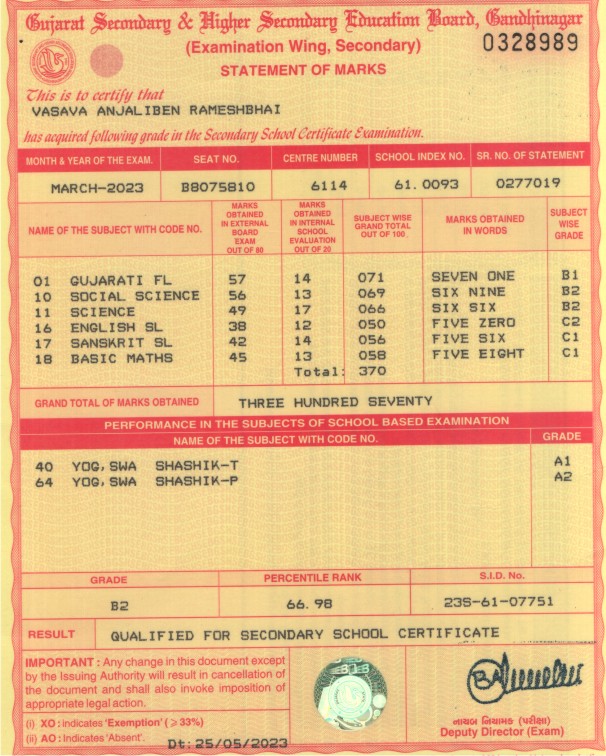 Gujarat Secondary & Higher Secondary Education Board, Gandhinagar
(Examination Wing, Secondary)
0328989
STATEMENT OF MARKS
This is to certify that
VASAVA ANJALIBEN RAMESHBHAI
has acquired following grade in the Secondary School Certificate Examination.
MONTH & YEAR OF THE EXAM. SEAT NO. CENTRE NUMBER SCHOOL INDEX NO. SR. NO. OF STATEMENT
MARCH-2023 B8075810 6114 61.0093 0277019
NAME OF THE SUBJECT WITH CODE NO. MARKS OBTAINED IN EXTERNAL BOARD EXAM OUT OF 80 MARKS OBTAINED IN INTERNAL SCHOOL EVALUATION OUT OF 20 SUBJECT WISE GRAND TOTAL OUT OF 100 MARKS OBTAINED IN WORDS SUBJECT WISE GRADE
01 GUJARATI FL 57 14 071 SEVEN ONE B1
10 SOCIAL SCIENCE 56 13 069 SIX NINE B2
11 SCIENCE 49 17 066 SIX SIX B2
16 ENGLISH SL 38 12 050 FIVE ZERO C2
17 SANSKRIT SL 42 14 056 FIVE SIX C1
18 BASIC MATHS 45 13 058 FIVE EIGHT C1
Total: 370
GRAND TOTAL OF MARKS OBTAINED THREE HUNDRED SEVENTY
PERFORMANCE IN THE SUBJECTS OF SCHOOL BASED EXAMINATION
NAME OF THE SUBJECT WITH CODE NO. GRADE
40 YOG,SWA SHASHIK-T A1
64 YOG,SWA SHASHIK-P A2
GRADE PERCENTILE RANK S.I.D. No.
B2 66.98 23S-61-07751
RESULT QUALIFIED FOR SECONDARY SCHOOL CERTIFICATE
IMPORTANT : Any change in this document except
by the Issuing Authority will result in cancellation of
the document and shall also invoke imposition of
appropriate legal action.
(i) XO : indicates 'Exemption' ( ⩾ 33%)
(ii) AO : Indicates 'Absent'.
Dt:25/05/2023
નાયબ નિયામક (પરીક્ષા)
Deputy Director (Exam)